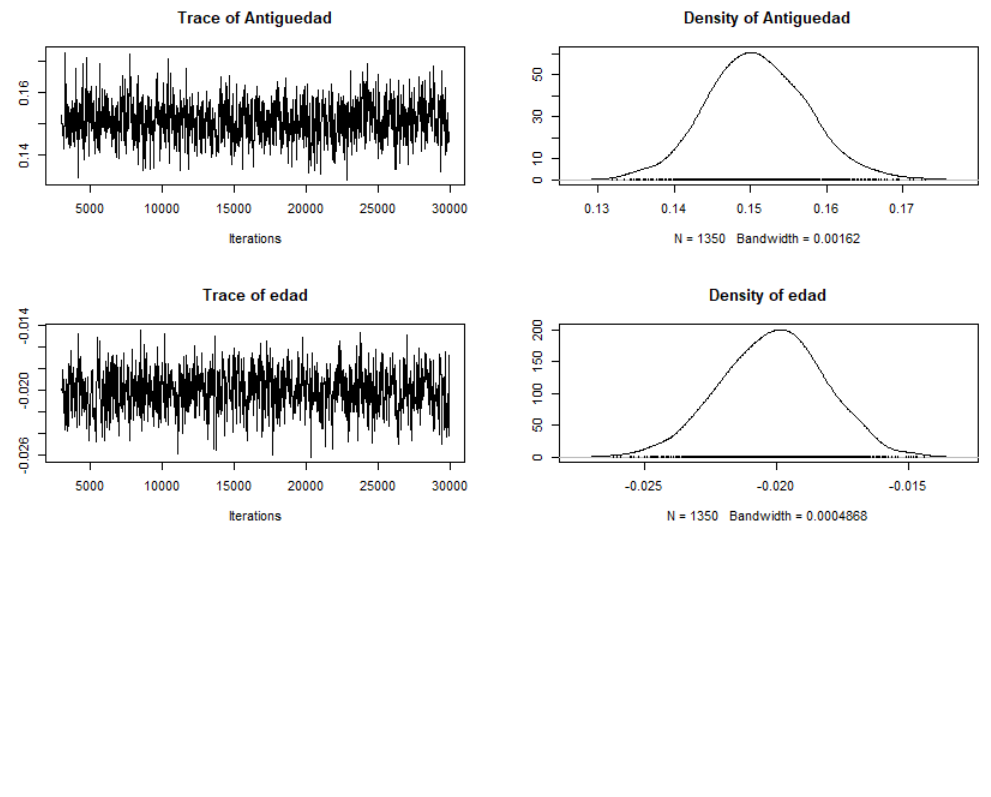 Trace of Antiguedad
0.16
0.14
5000 10000 15000 20000 25000 30000
Iterations
Density of Antiguedad
50
30
10
0
0.13 0.14 0.15 0.16 0.17
N = 1350 Bandwidth = 0.00162
Trace of edad
-0.014
-0.020
-0.026
5000 10000 15000 20000 25000 30000
Iterations
Density of edad
200
150
100
50
0
-0.025 -0.020 -0.015
N = 1350 Bandwidth = 0.0004868